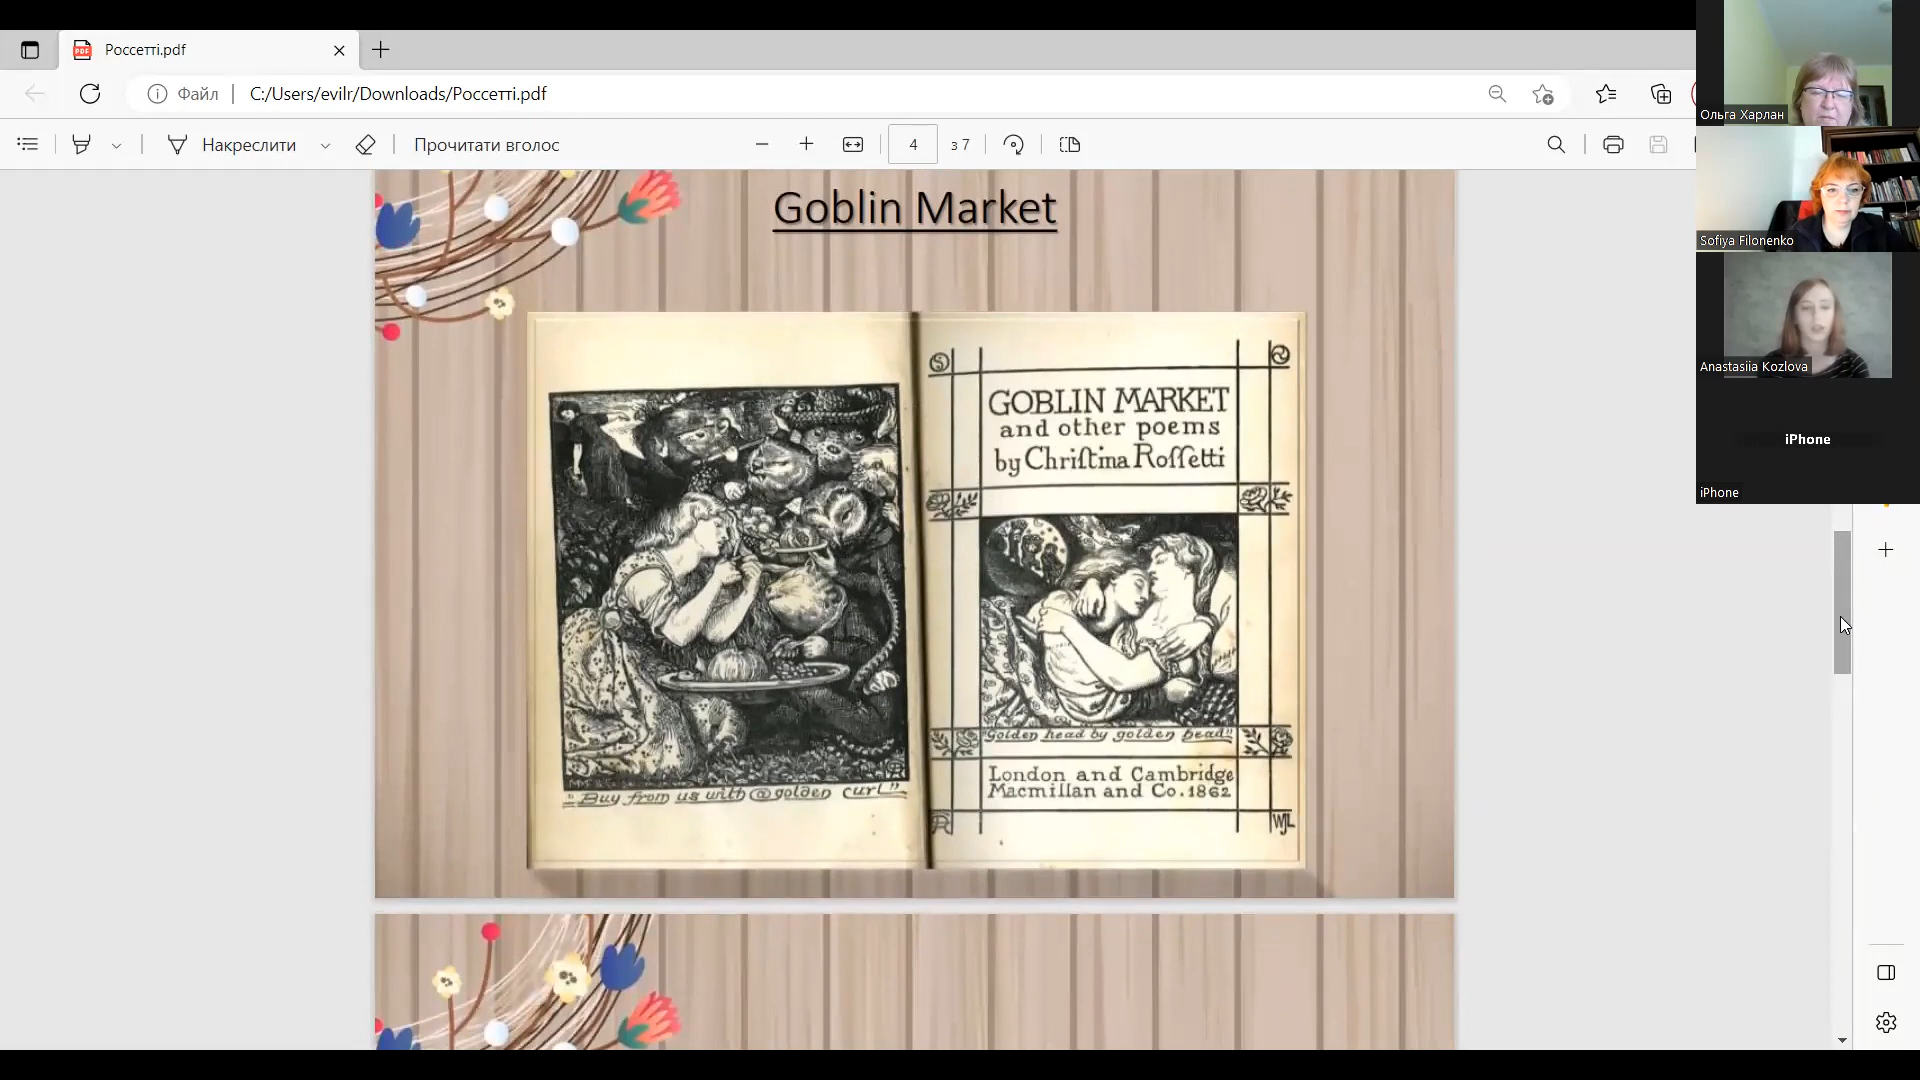 Россетті.pdf
Файл
C:/Users/evilr/Downloads/Россетті.pdf
Накреслити
Прочитати вголос
4
з 7
Goblin Market
"Buy from us with a golden curl"
GOBLIN MARKET
and other poems
by Chriſtina Roſſetti
"Golden head by golden head"
London and Cambridge
Macmillan and Co. 1862
WJL
Ольга Харлан
Sofiya Filonenko
Anastasiia Kozlova
iPhone
iPhone